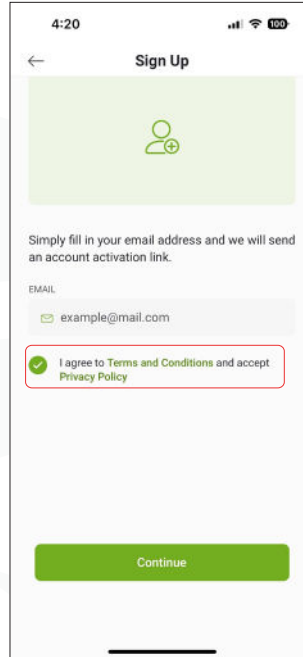 4:20
100
Sign Up
Simply fill in your email address and we will send
an account activation link.
EMAIL
example@mail.com
I agree to Terms and Conditions and accept
Privacy Policy
Continue